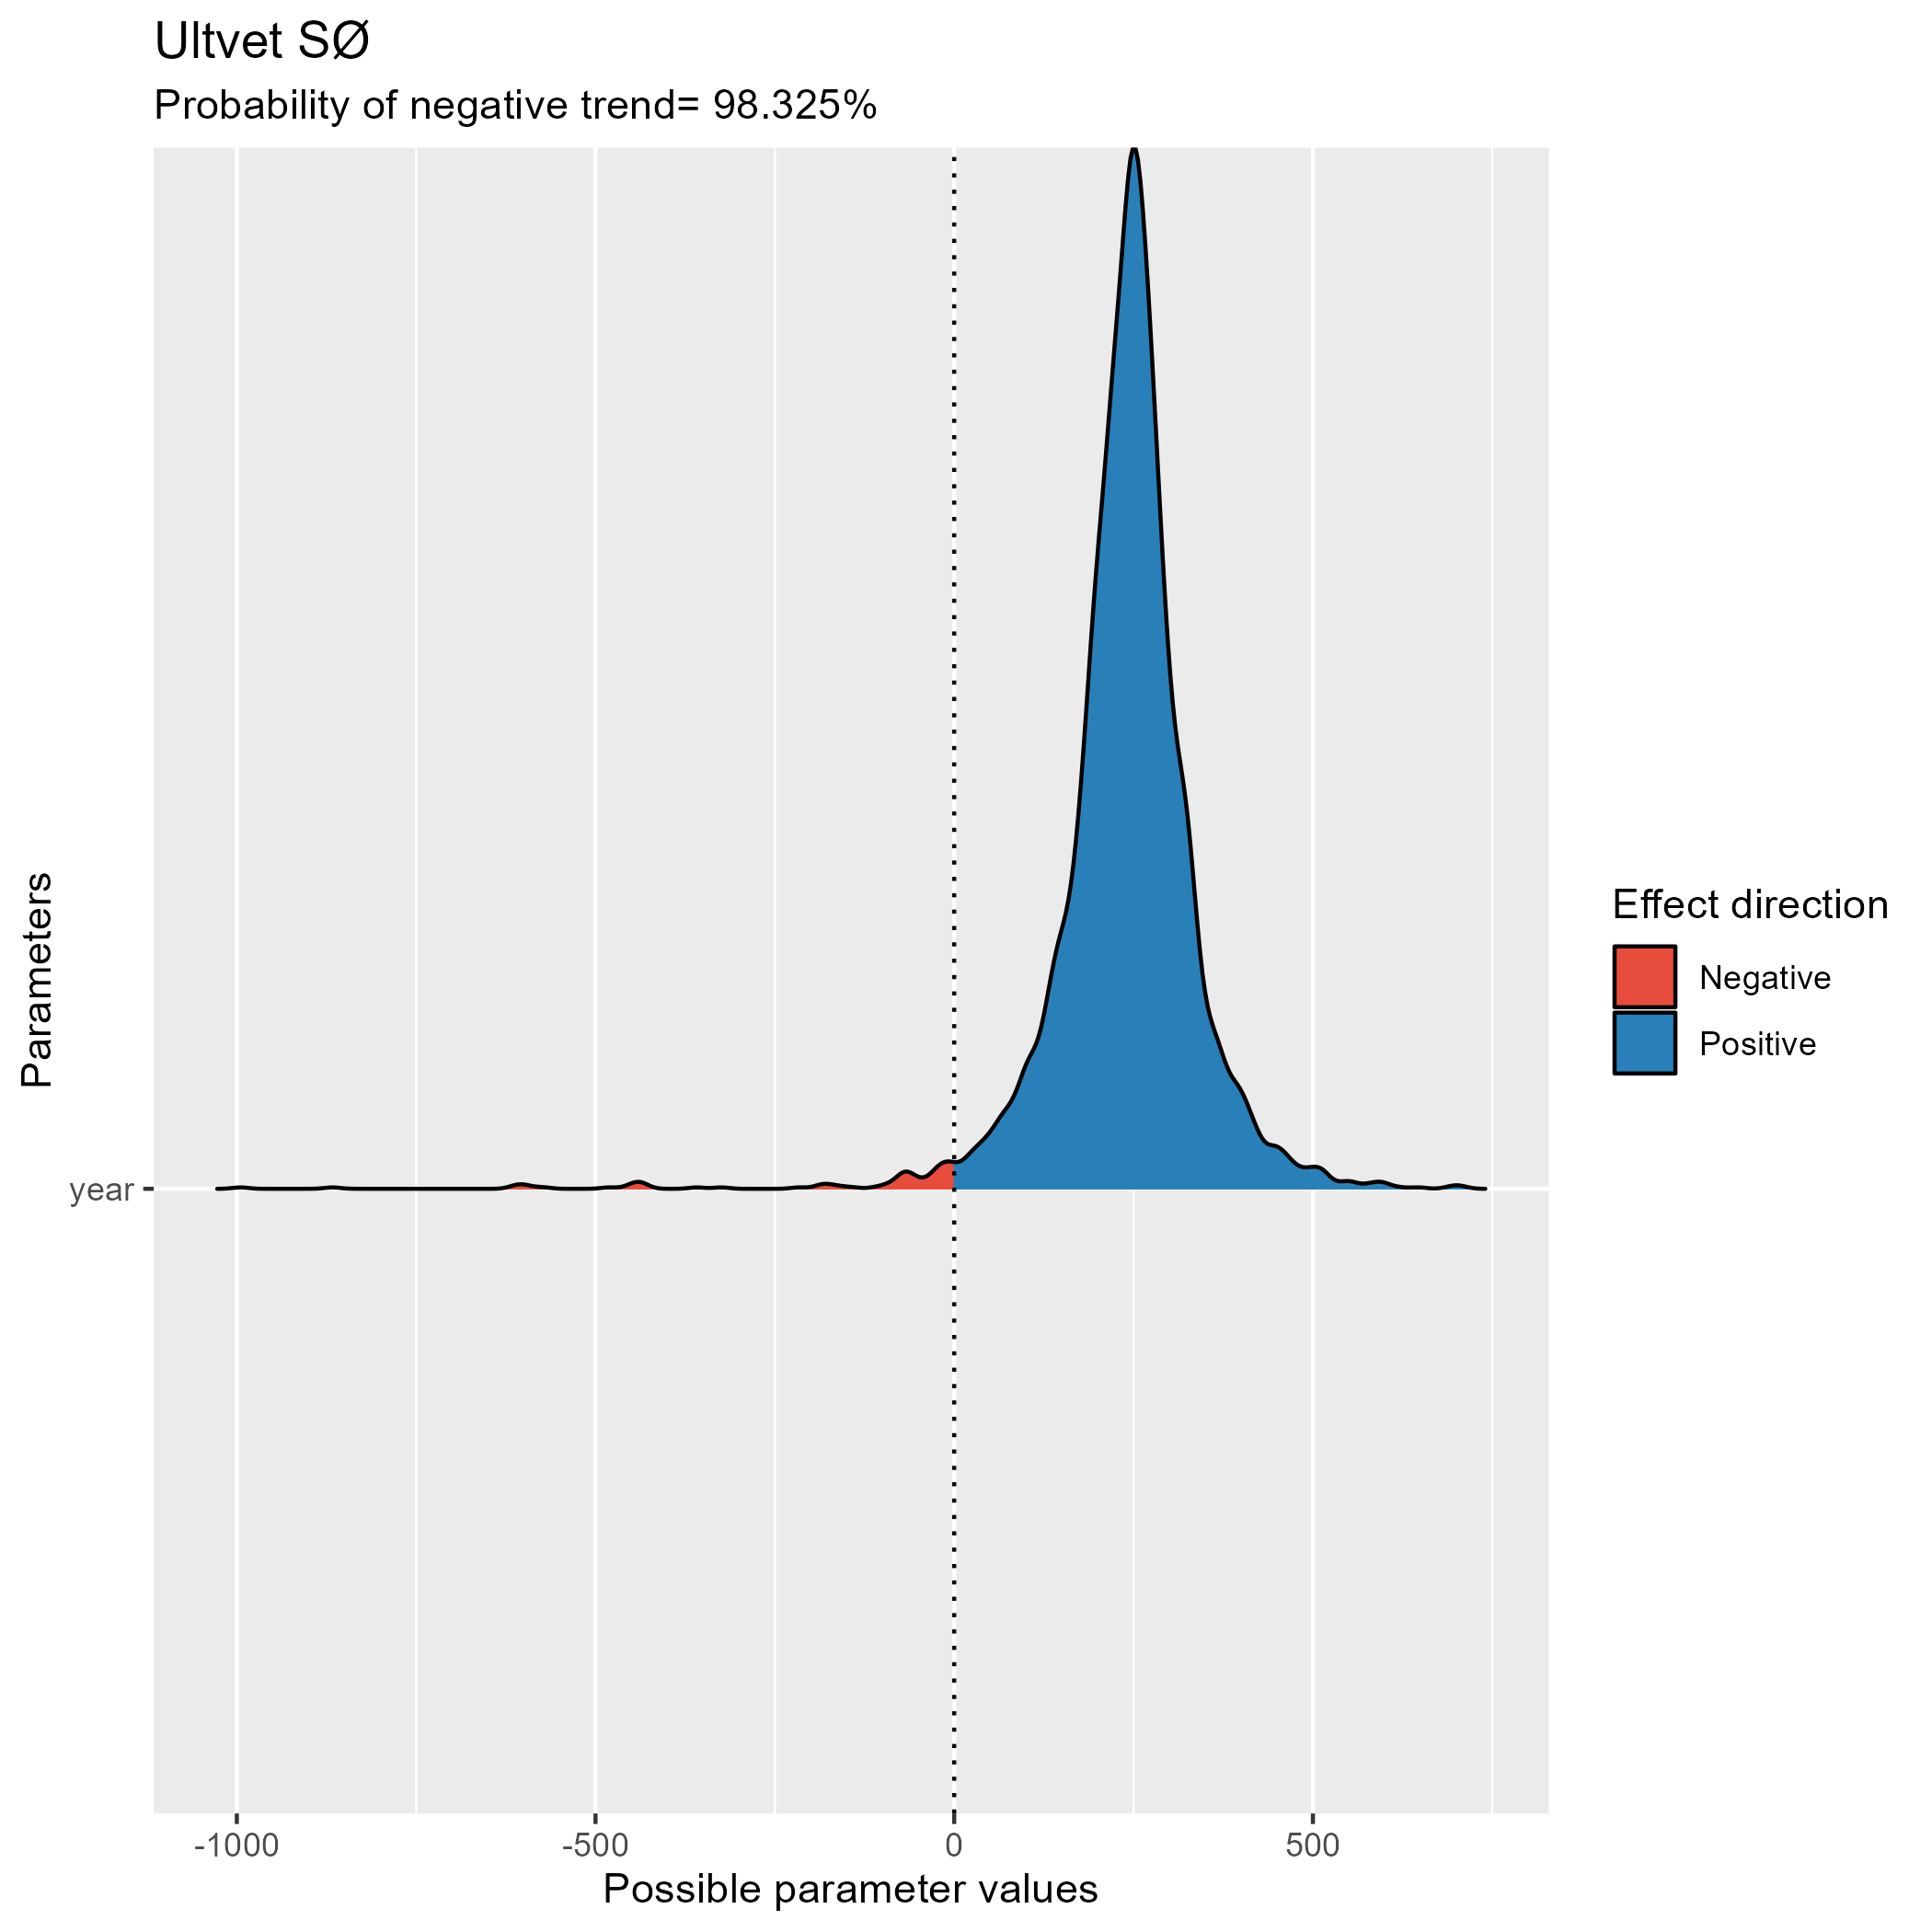 Ultvet SØ
Probability of negative trend= 98.325%
Parameters
year
-1000
-500
0
500
Possible parameter values
Effect direction
Negative
Positive